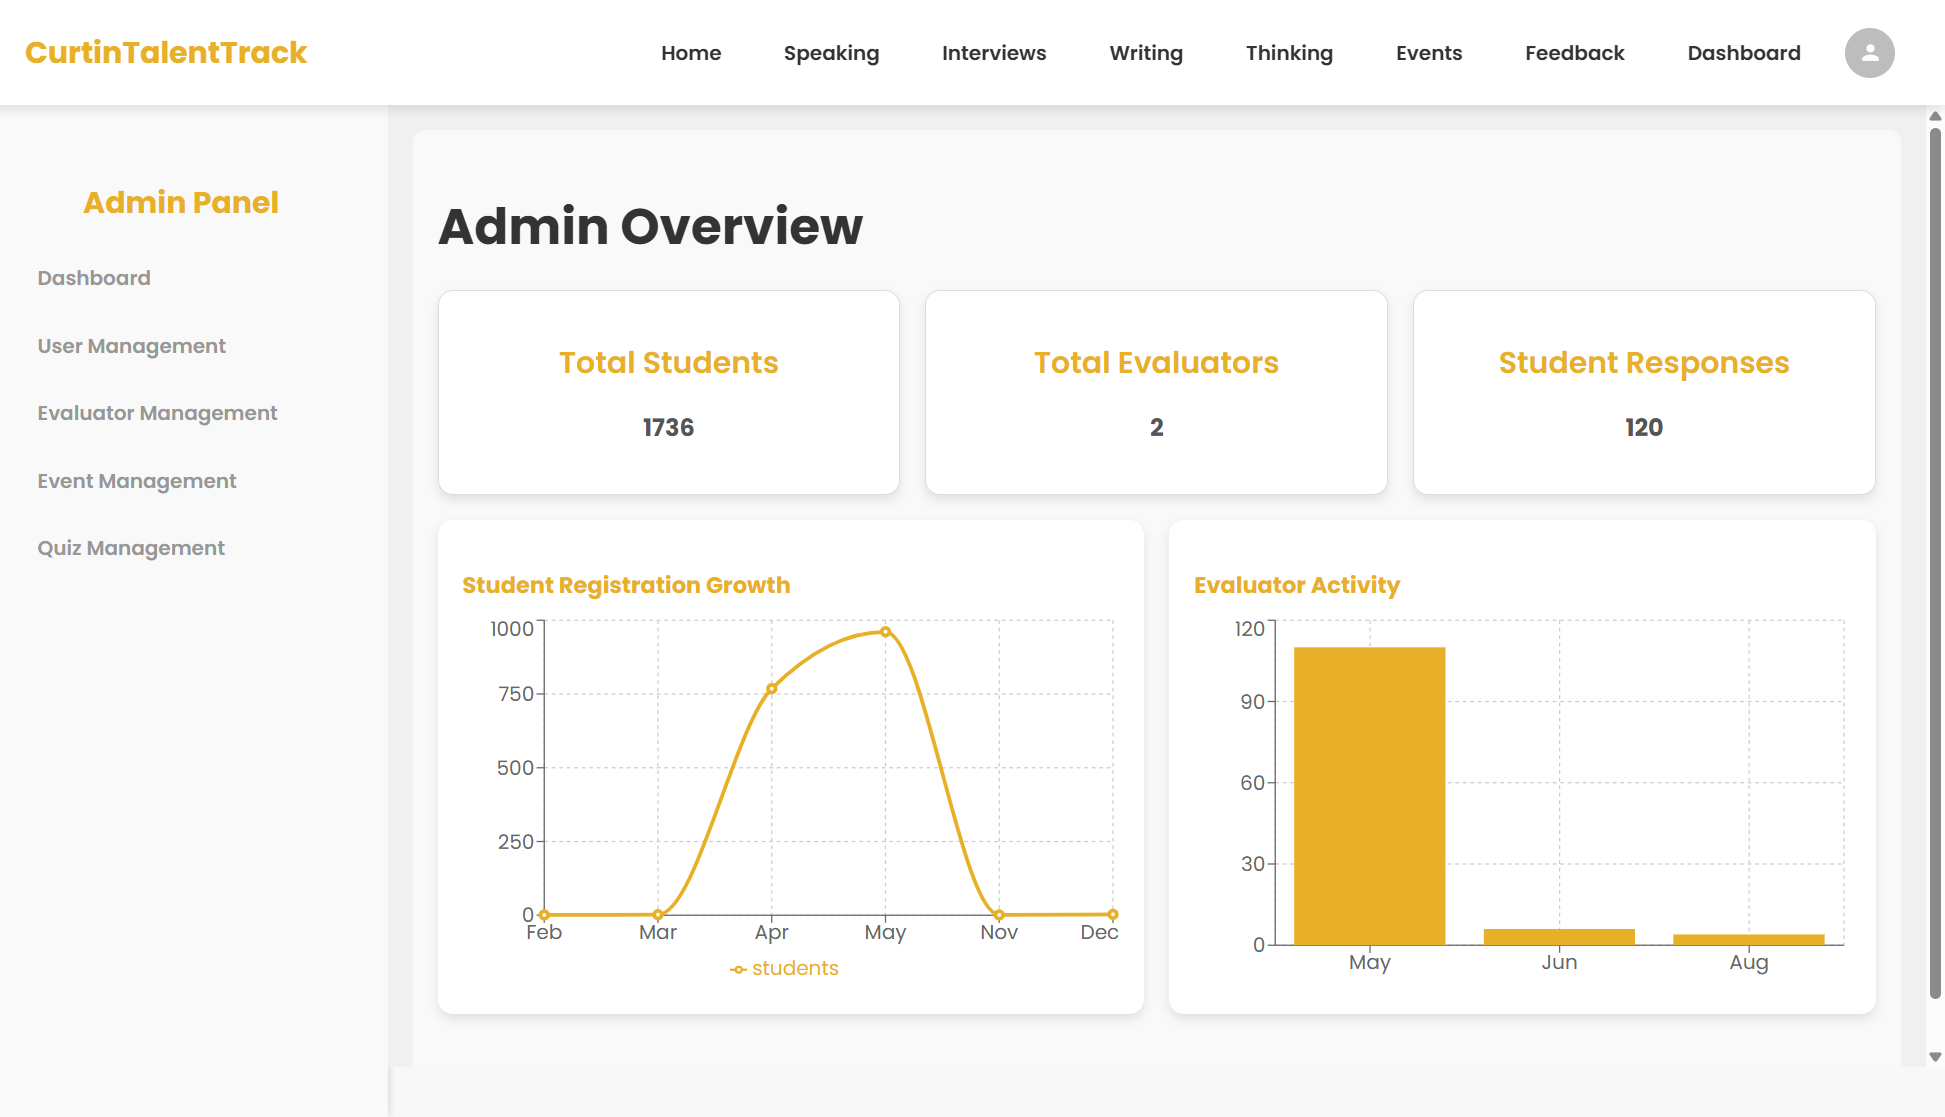 CurtinTalentTrack
Home Speaking Interviews Writing Thinking Events Feedback Dashboard
Admin Panel
Dashboard
User Management
Evaluator Management
Event Management
Quiz Management
Admin Overview
Total Students
1736
Total Evaluators
2
Student Responses
120
Student Registration Growth
1000
750
500
250
0
Feb Mar Apr May Nov Dec
students
Evaluator Activity
120
90
60
30
0
May Jun Aug